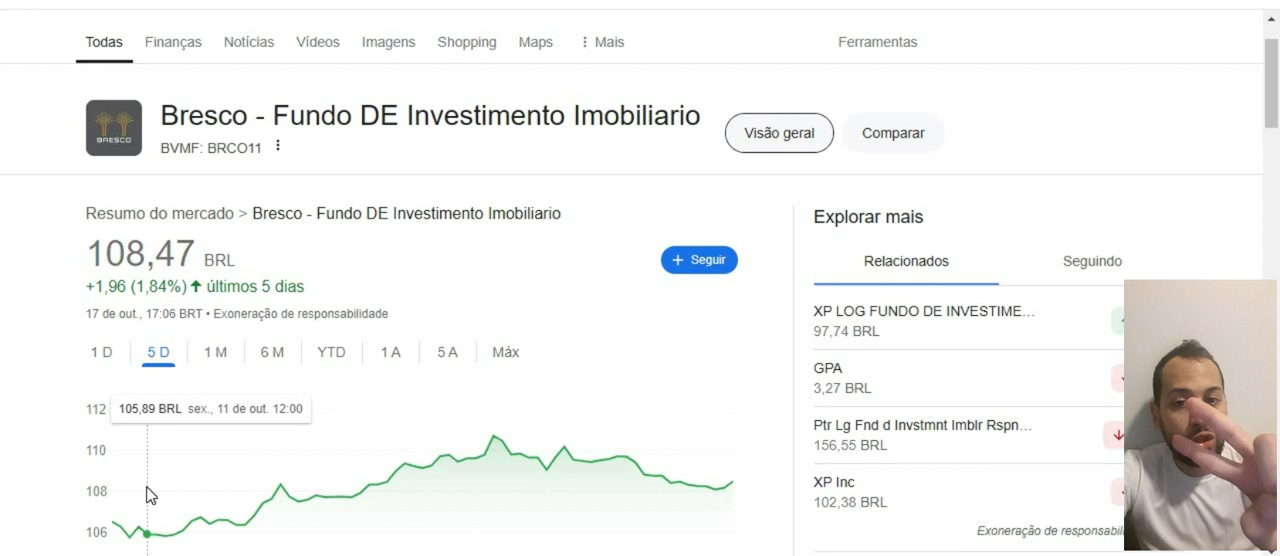 Todas Finanças Notícias Vídeos Imagens Shopping Maps Mais Ferramentas
BRESCO
Bresco - Fundo DE Investimento Imobiliario
BVMF: BRCO11
Visão geral Comparar
Resumo do mercado > Bresco - Fundo DE Investimento Imobiliario
108,47 BRL
+ Seguir
+1,96 (1,84%) ↑ últimos 5 dias
17 de out., 17:06 BRT • Exoneração de responsabilidade
1 D 5 D 1 M 6 M YTD 1 A 5 A Máx
112
105,89 BRL sex., 11 de out. 12:00
110
108
106
Explorar mais
Relacionados Seguindo
XP LOG FUNDO DE INVESTIME...
97,74 BRL
GPA
3,27 BRL
Ptr Lg Fnd d Invstmnt Imblr Rspn...
156,55 BRL
XP Inc
102,38 BRL
Exoneração de responsabili